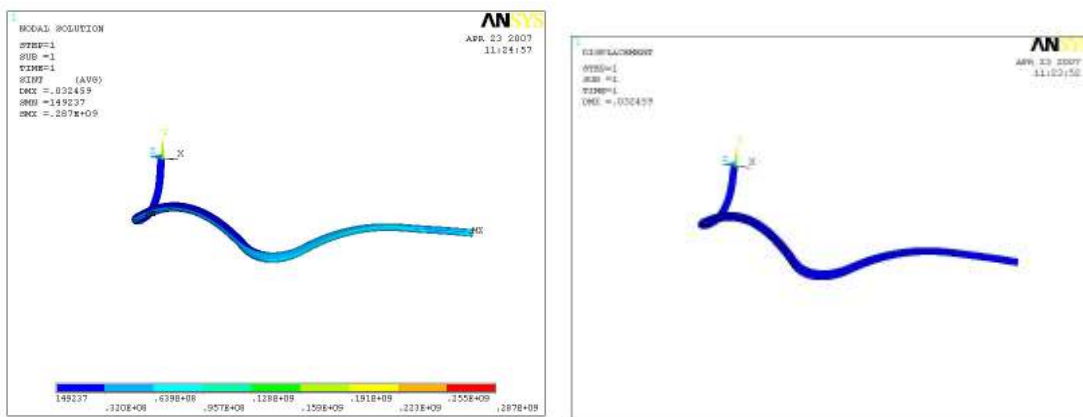 1
NODAL SOLUTION
STEP=1
SUB =1
TIME=1
SINT (AVG)
DMX =.032459
SMN =149237
SMX =.287E+09
ANSYS
APR 23 2007
11:24:57
X
MX
149237
.320E+08
.639E+08
.957E+08
.128E+09
.159E+09
.191E+09
.223E+09
.255E+09
.287E+09
1
DISPLACEMENT
STEP=1
SUB =1
TIME=1
DMX =.032459
ANSYS
APR 23 2007
11:23:52
X